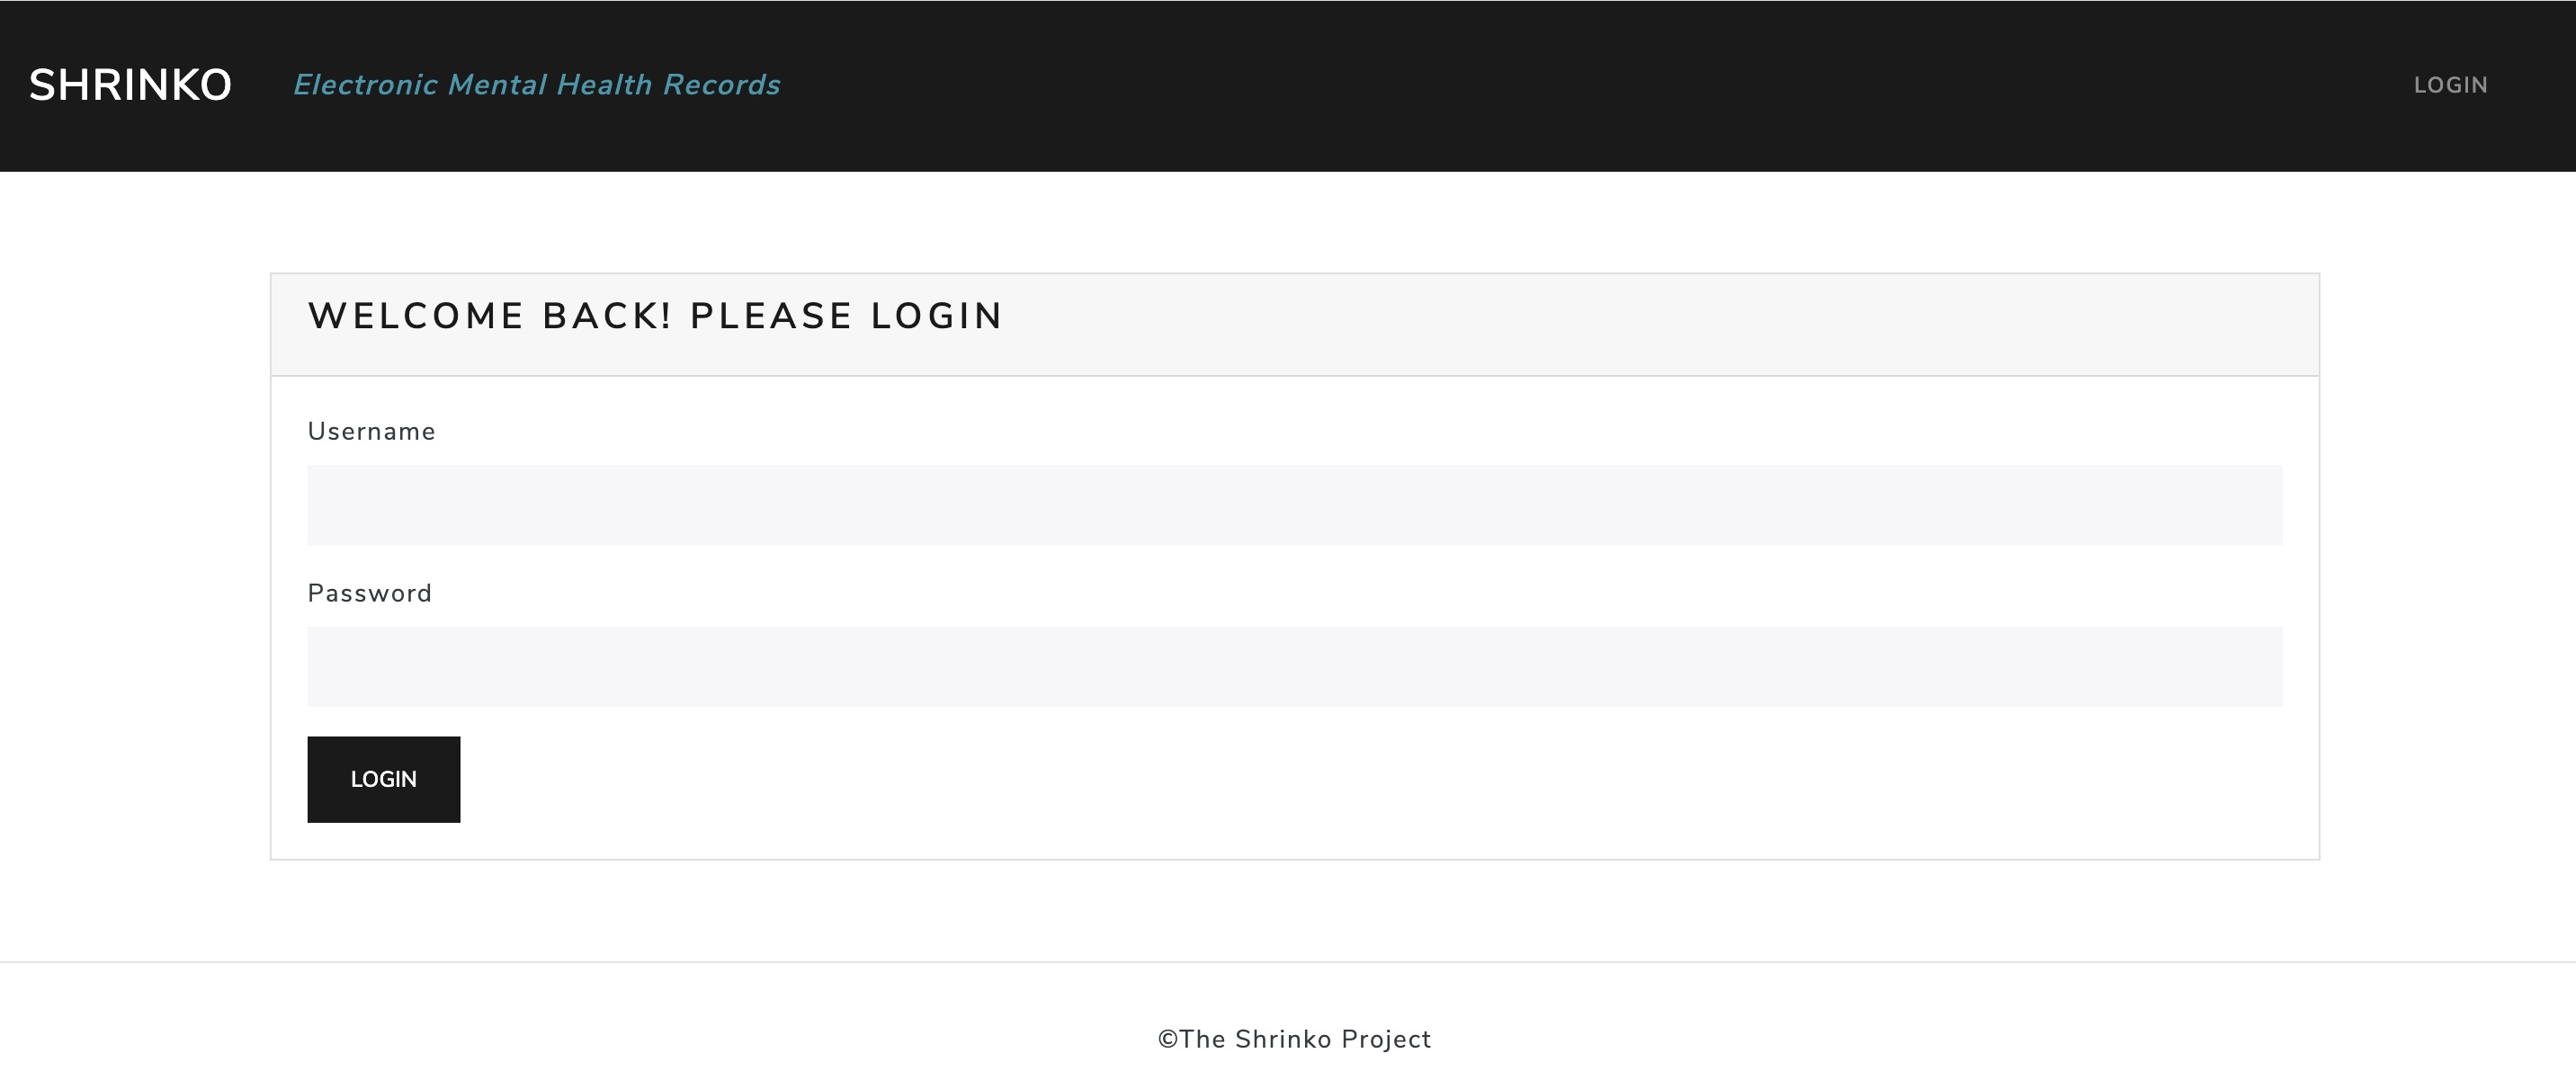 SHRINKO Electronic Mental Health Records LOGIN
WELCOME BACK! PLEASE LOGIN
Username
Password
LOGIN
©The Shrinko Project